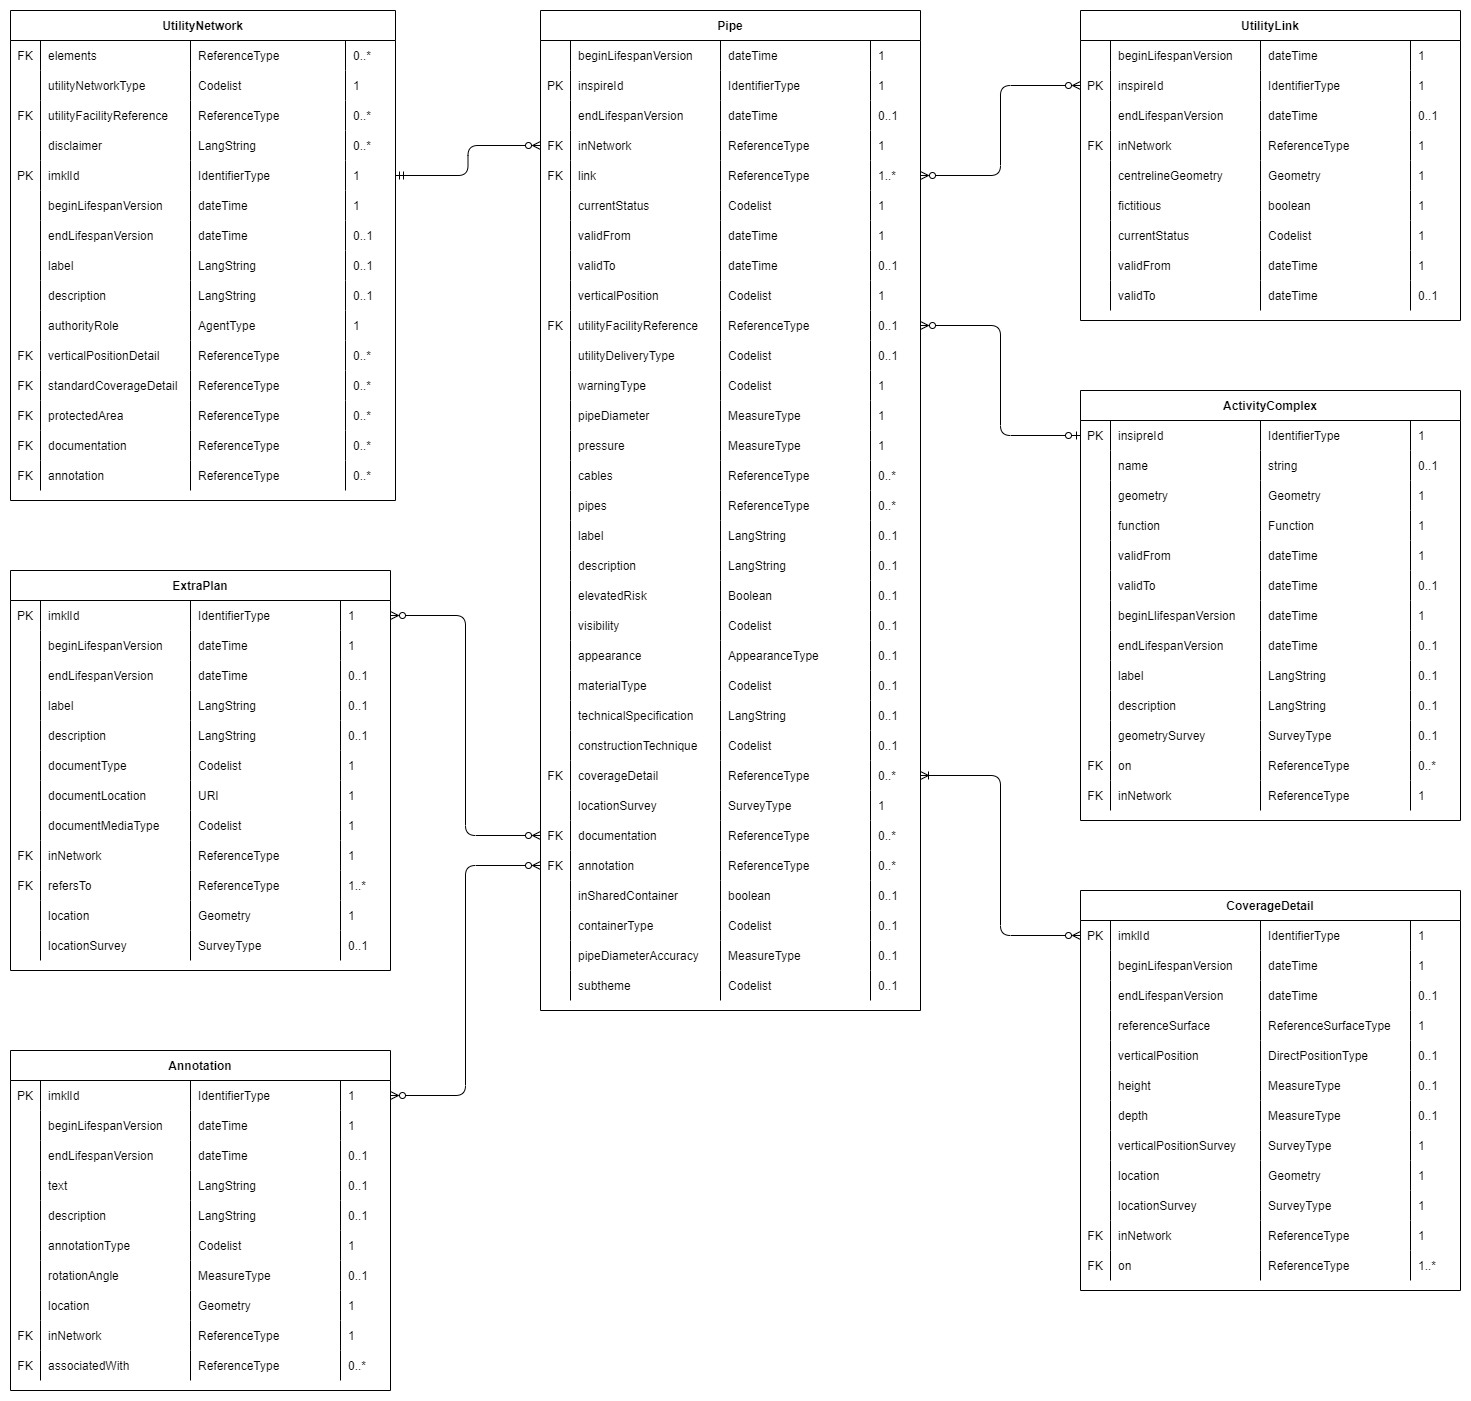 UtilityNetwork
FK elements ReferenceType 0..*
utilityNetworkType Codelist 1
FK utilityFacilityReference ReferenceType 0..*
disclaimer LangString 0..*
PK imklId IdentifierType 1
beginLifespanVersion dateTime 1
endLifespanVersion dateTime 0..1
label LangString 0..1
description LangString 0..1
authorityRole AgentType 1
FK verticalPositionDetail ReferenceType 0..*
FK standardCoverageDetail ReferenceType 0..*
FK protectedArea ReferenceType 0..*
FK documentation ReferenceType 0..*
FK annotation ReferenceType 0..*
ExtraPlan
PK imklId IdentifierType 1
beginLifespanVersion dateTime 1
endLifespanVersion dateTime 0..1
label LangString 0..1
description LangString 0..1
documentType Codelist 1
documentLocation URI 1
documentMediaType Codelist 1
FK inNetwork ReferenceType 1
FK refersTo ReferenceType 1..*
location Geometry 1
locationSurvey SurveyType 0..1
Annotation
PK imklId IdentifierType 1
beginLifespanVersion dateTime 1
endLifespanVersion dateTime 0..1
text LangString 0..1
description LangString 0..1
annotationType Codelist 1
rotationAngle MeasureType 0..1
location Geometry 1
FK inNetwork ReferenceType 1
FK associatedWith ReferenceType 0..*
Pipe
beginLifespanVersion dateTime 1
PK inspireId IdentifierType 1
endLifespanVersion dateTime 0..1
FK inNetwork ReferenceType 1
FK link ReferenceType 1..*
currentStatus Codelist 1
validFrom dateTime 1
validTo dateTime 0..1
verticalPosition Codelist 1
FK utilityFacilityReference ReferenceType 0..1
utilityDeliveryType Codelist 0..1
warningType Codelist 1
pipeDiameter MeasureType 1
pressure MeasureType 1
cables ReferenceType 0..*
pipes ReferenceType 0..*
label LangString 0..1
description LangString 0..1
elevatedRisk Boolean 0..1
visibility Codelist 0..1
appearance AppearanceType 0..1
materialType Codelist 0..1
technicalSpecification LangString 0..1
constructionTechnique Codelist 0..1
FK coverageDetail ReferenceType 0..*
locationSurvey SurveyType 1
FK documentation ReferenceType 0..*
FK annotation ReferenceType 0..*
inSharedContainer boolean 0..1
containerType Codelist 0..1
pipeDiameterAccuracy MeasureType 0..1
subtheme Codelist 0..1
UtilityLink
beginLifespanVersion dateTime 1
PK inspireId IdentifierType 1
endLifespanVersion dateTime 0..1
FK inNetwork ReferenceType 1
centrelineGeometry Geometry 1
fictitious boolean 1
currentStatus Codelist 1
validFrom dateTime 1
validTo dateTime 0..1
ActivityComplex
PK insipreId IdentifierType 1
name string 0..1
geometry Geometry 1
function Function 1
validFrom dateTime 1
validTo dateTime 0..1
beginLlifespanVersion dateTime 1
endLifespanVersion dateTime 0..1
label LangString 0..1
description LangString 0..1
geometrySurvey SurveyType 0..1
FK on ReferenceType 0..*
FK inNetwork ReferenceType 1
CoverageDetail
PK imklId IdentifierType 1
beginLifespanVersion dateTime 1
endLifespanVersion dateTime 0..1
referenceSurface ReferenceSurfaceType 1
verticalPosition DirectPositionType 0..1
height MeasureType 0..1
depth MeasureType 0..1
verticalPositionSurvey SurveyType 1
location Geometry 1
locationSurvey SurveyType 1
FK inNetwork ReferenceType 1
FK on ReferenceType 1..*